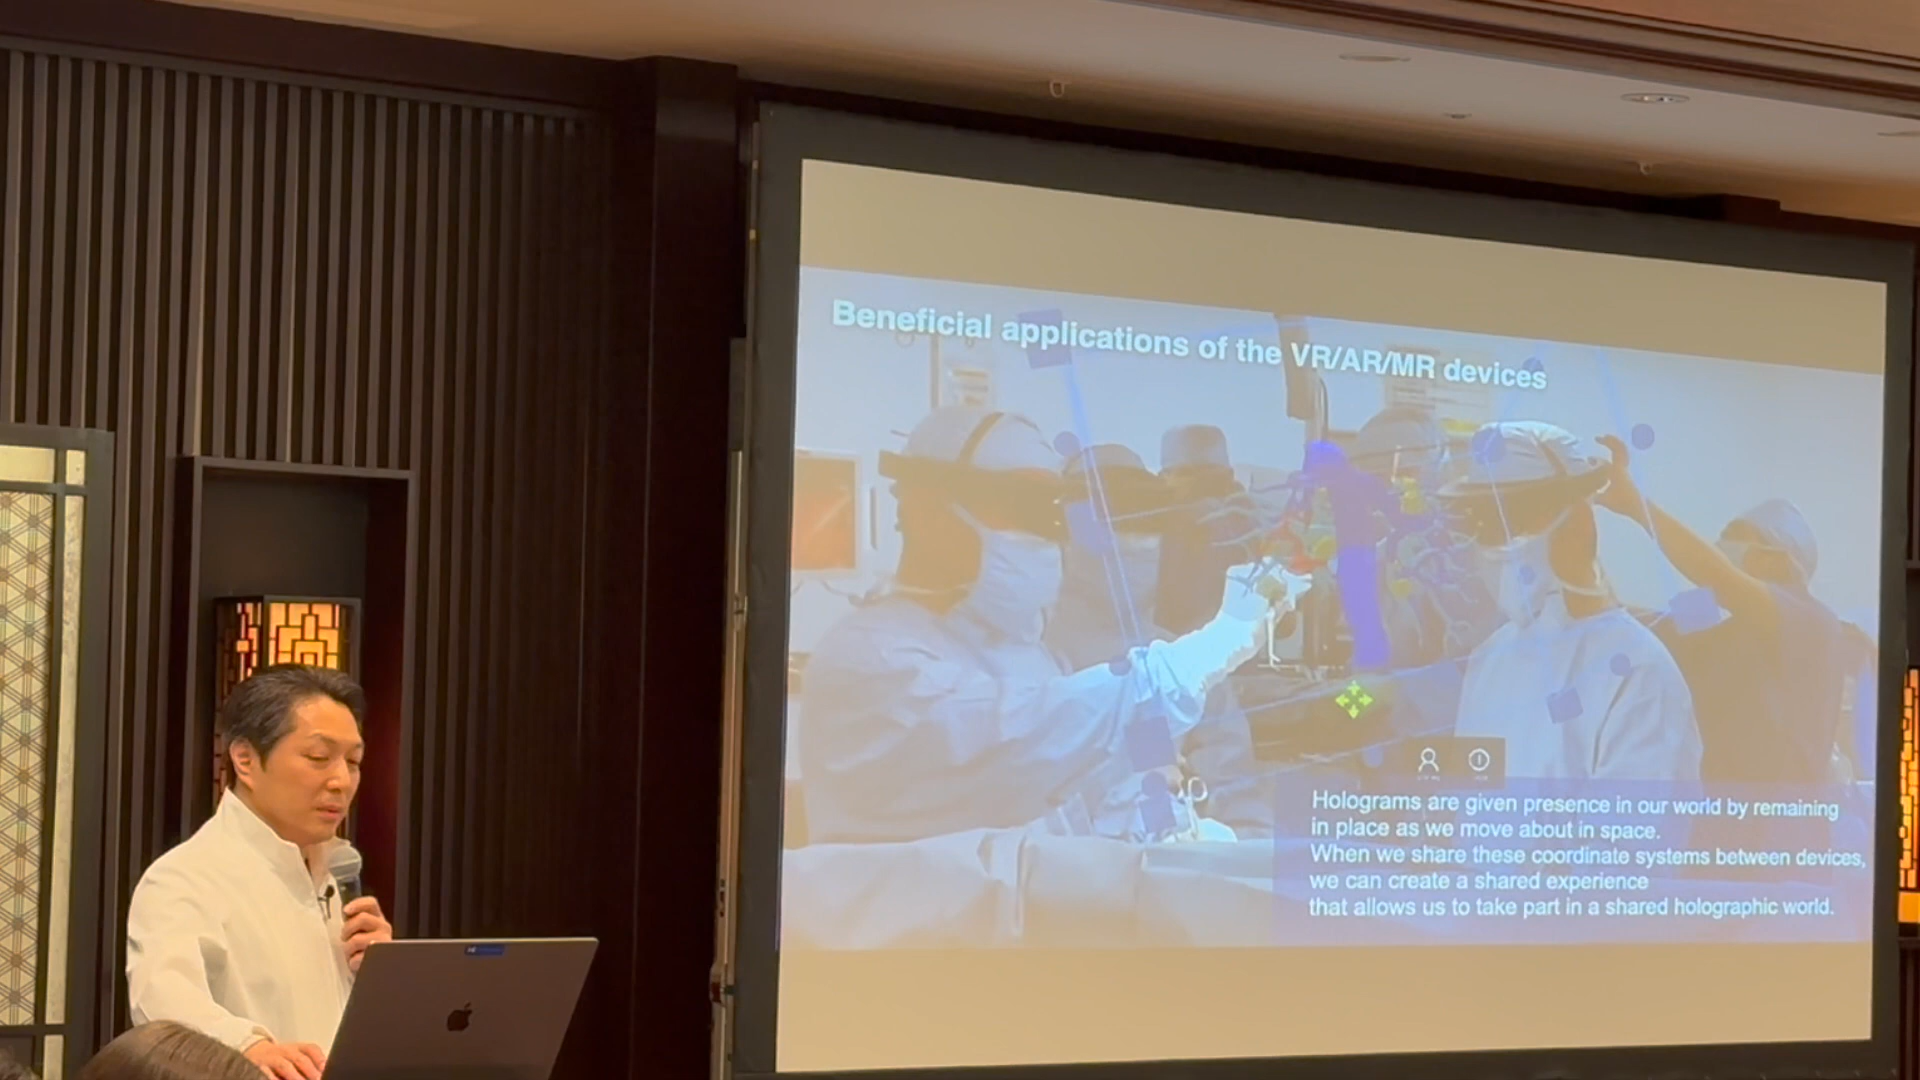 Beneficial applications of the VR/AR/MR devices
Holograms are given presence in our world by remaining
in place as we move about in space.
When we share these coordinate systems between devices,
we can create a shared experience
that allows us to take part in a shared holographic world.